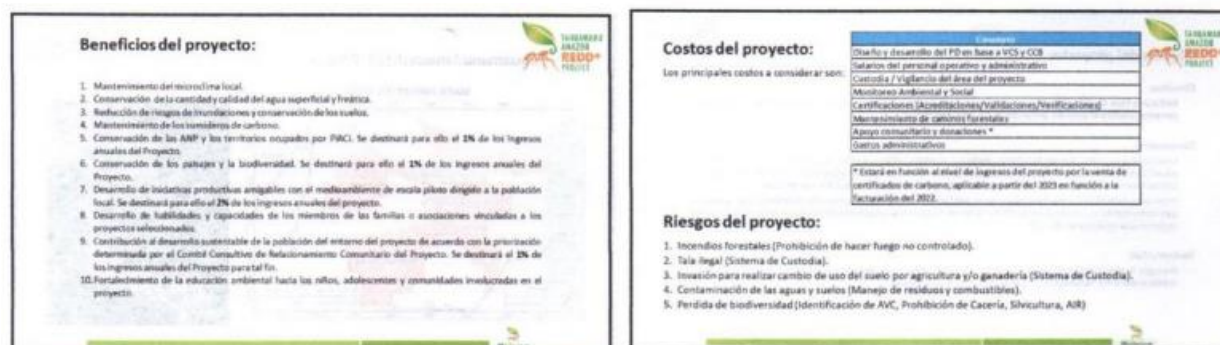 Beneficios del proyecto:
1. Mantenimiento del microclima local.
2. Conservación de la cantidad y calidad del agua superficial y freática.
3. Reducción de riesgos de inundaciones y conservación de los suelos.
4. Mantenimiento de los sumideros de carbono.
5. Conservación de las ANP y los territorios ocupados por PIACI. Se destinará para ello el 1% de los ingresos
anuales del Proyecto.
6. Conservación de los paisajes y la biodiversidad. Se destinará para ello el 1% de los ingresos anuales del
Proyecto.
7. Desarrollo de iniciativas productivas amigables con el medioambiente de escala piloto dirigido a la población
local. Se destinará para ello el 2% de los ingresos anuales del proyecto.
8. Desarrollo de habilidades y capacidades de los miembros de las familias o asociaciones vinculadas a los
proyectos seleccionados.
9. Contribución al desarrollo sustentable de la población del entorno del proyecto de acuerdo con la priorización
determinada por el Comité Consultivo de Relacionamiento Comunitario del Proyecto. Se destinará el 1% de
los ingresos anuales del Proyecto para tal fin.
10. Fortalecimiento de la educación ambiental hacia los niños, adolescentes y comunidades involucradas en el
proyecto.
AMAZON
REDD+
PROJECT
Costos del proyecto:
Los principales costos a considerar son:
Diseño y desarrollo del PD en base a VCS y CCB
Salarios del personal operativo y administrativo
Custodia / Vigilancia del área del proyecto
Monitoreo Ambiental y Social
Certificaciones (Acreditaciones/Validaciones/Verificaciones)
Mantenimiento de caminos forestales
Apoyo comunitario y donaciones *
Gastos administrativos
* Estará en función al nivel de ingresos del proyecto por la venta de
certificados de carbono, aplicable a partir del 2023 en función a la
facturación del 2022.
AMAZON
REDD+
PROJECT
Riesgos del proyecto:
1. Incendios forestales (Prohibición de hacer fuego no controlado).
2. Tala ilegal (Sistema de Custodia).
3. Invasión para realizar cambio de uso del suelo por agricultura y/o ganadería (Sistema de Custodia).
4. Contaminación de las aguas y suelos (Manejo de residuos y combustibles).
5. Perdida de biodiversidad (Identificación de AVC, Prohibición de Cacería, Silvicultura, AIR)